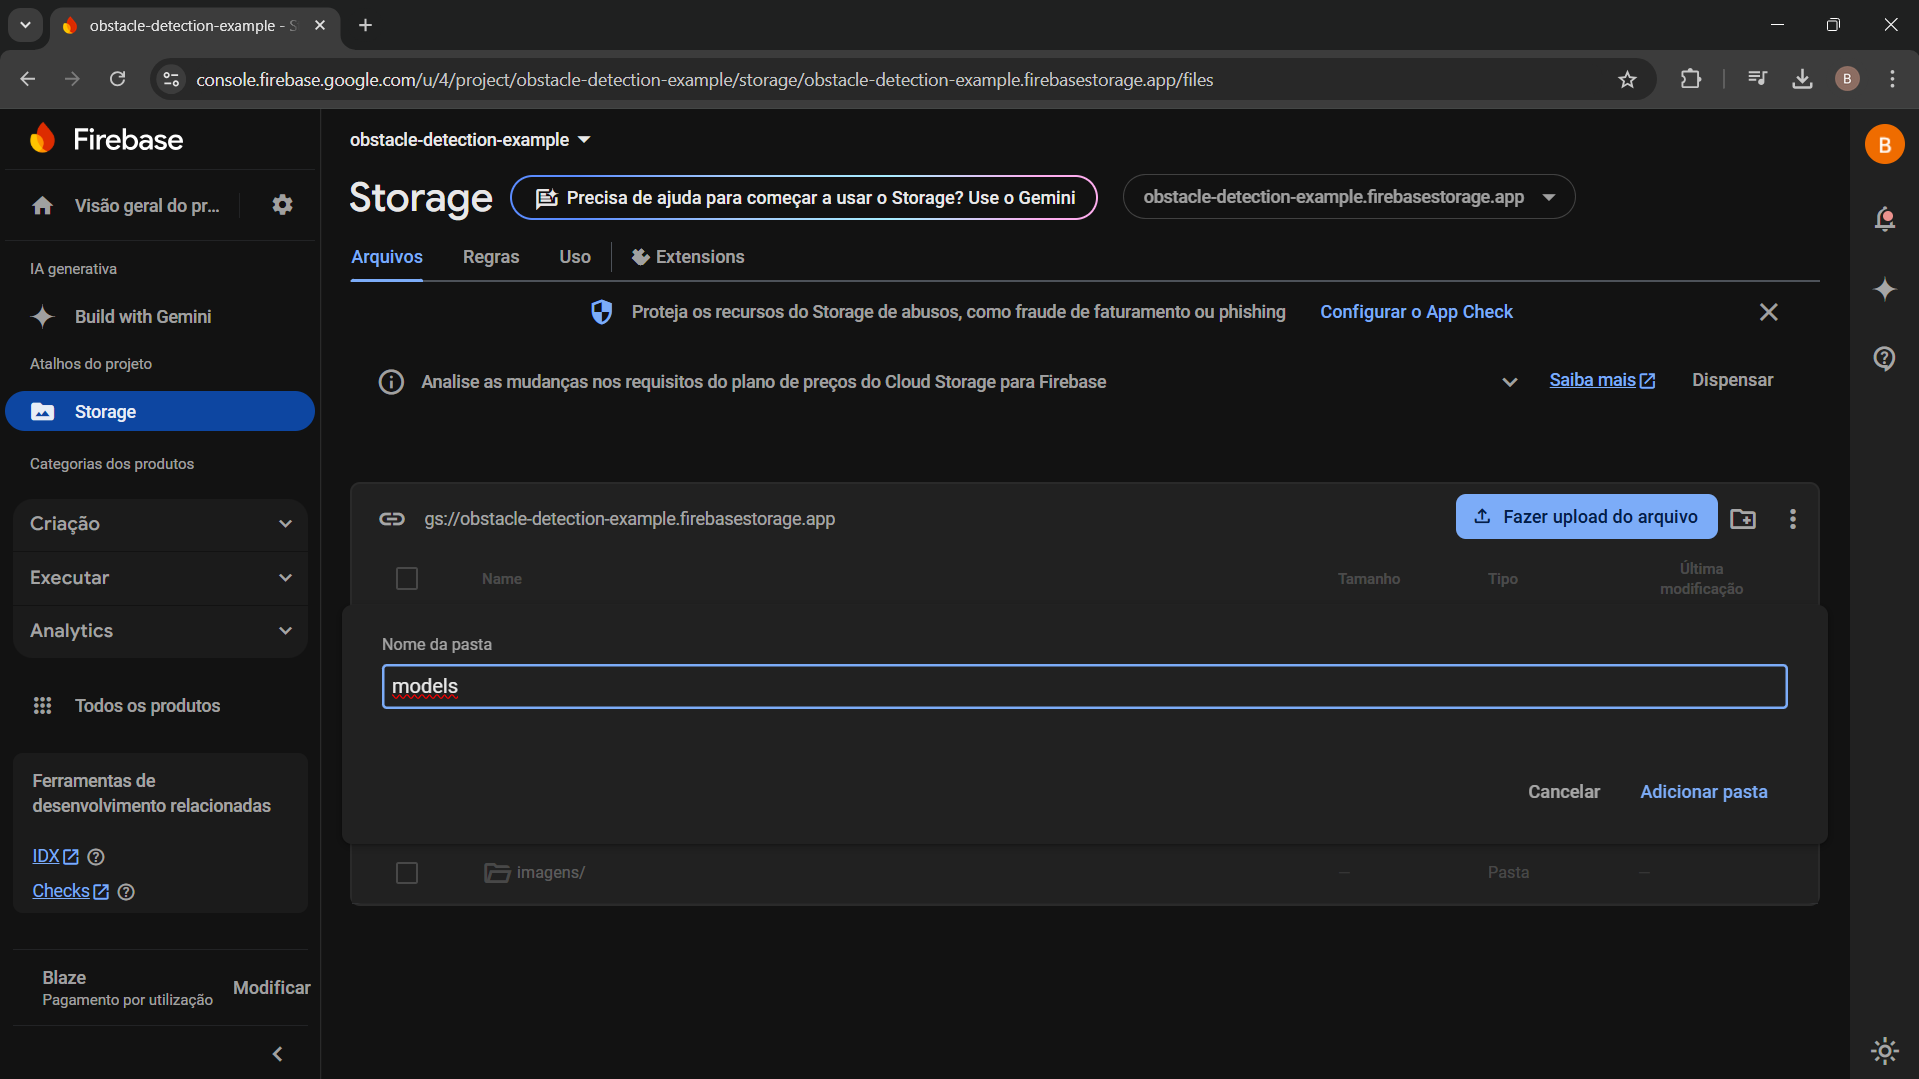 obstacle-detection-example - S
console.firebase.google.com/u/4/project/obstacle-detection-example/storage/obstacle-detection-example.firebasestorage.app/files
B
Firebase
obstacle-detection-example
B
Storage
Precisa de ajuda para começar a usar o Storage? Use o Gemini
obstacle-detection-example.firebasestorage.app
Visão geral do pr...
Arquivos
Regras
Uso
Extensions
IA generativa
Build with Gemini
Proteja os recursos do Storage de abusos, como fraude de faturamento ou phishing
Configurar o App Check
Atalhos do projeto
Analise as mudanças nos requisitos do plano de preços do Cloud Storage para Firebase
Saiba mais
Dispensar
Storage
Categorias dos produtos
Criação
Executar
Analytics
gs://obstacle-detection-example.firebasestorage.app
Fazer upload do arquivo
Name
Tamanho
Tipo
Última
modificação
Nome da pasta
models
Cancelar
Adicionar pasta
imagens/
—
Pasta
—
Todos os produtos
Ferramentas de
desenvolvimento relacionadas
IDX
Checks
Blaze
Pagamento por utilização
Modificar